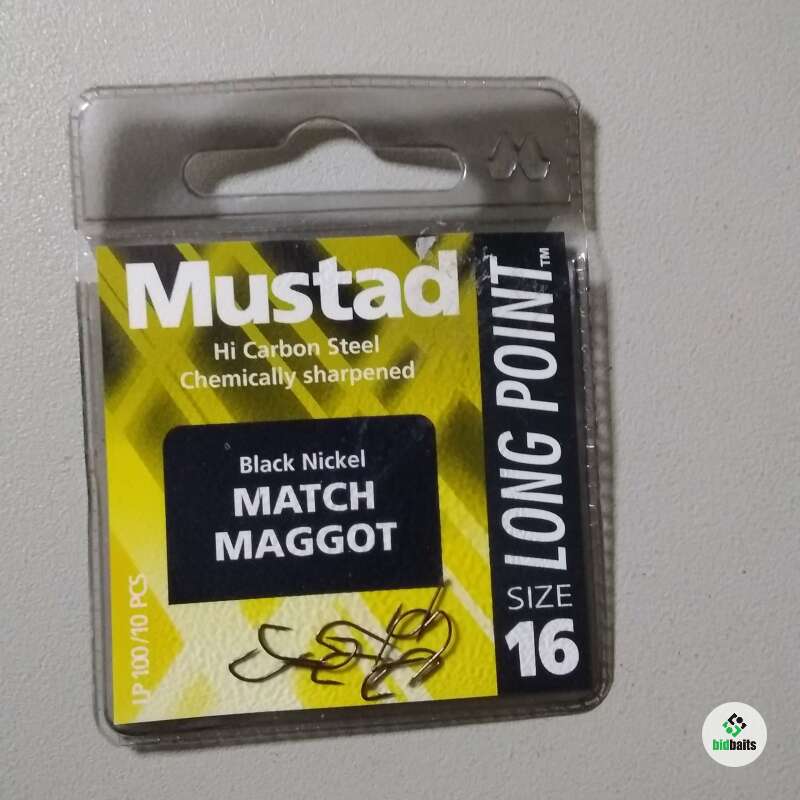 Mustad
Hi Carbon Steel
Chemically sharpened
Black Nickel
MATCH
MAGGOT
LP 100/10 PCS
LONG POINT™
SIZE
16
bidbaits